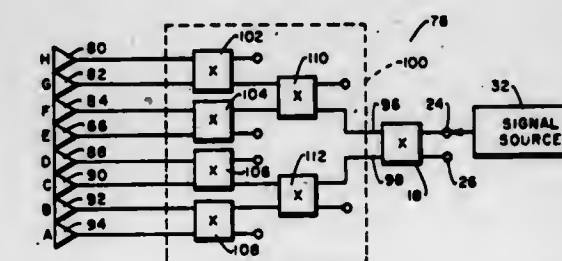 102
78
H 80
110
100
G 82
X
32
F 84
104
X
96
24
SIGNAL
SOURCE
E 86
X
X
D 88
112
98
18
26
C 90
X
106
B 92
X
A 94
X
108